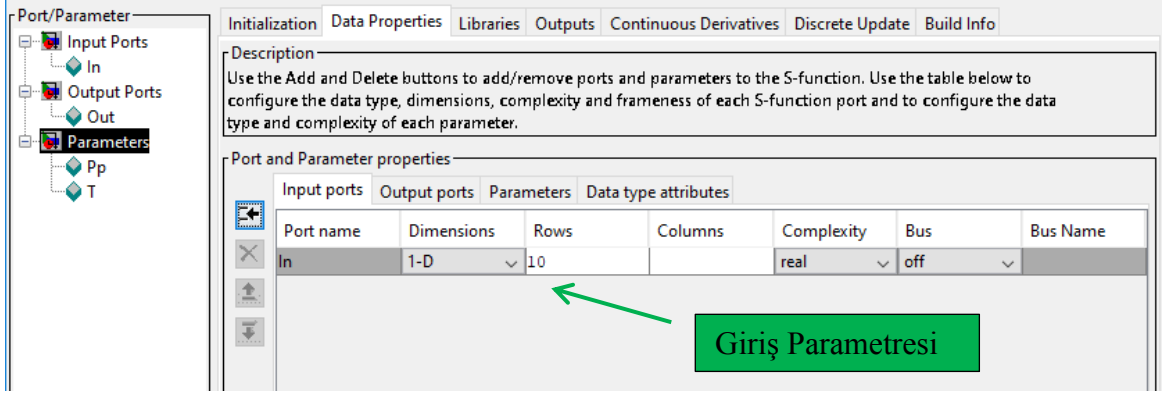 Port/Parameter
Input Ports
In
Output Ports
Out
Parameters
Pp
T
Initialization Data Properties Libraries Outputs Continuous Derivatives Discrete Update Build Info
Description
Use the Add and Delete buttons to add/remove ports and parameters to the S-function. Use the table below to
configure the data type, dimensions, complexity and frameness of each S-function port and to configure the data
type and complexity of each parameter.
Port and Parameter properties
Input ports Output ports Parameters Data type attributes
Port name Dimensions Rows Columns Complexity Bus Bus Name
In 1-D 10 real off
Giriş Parametresi